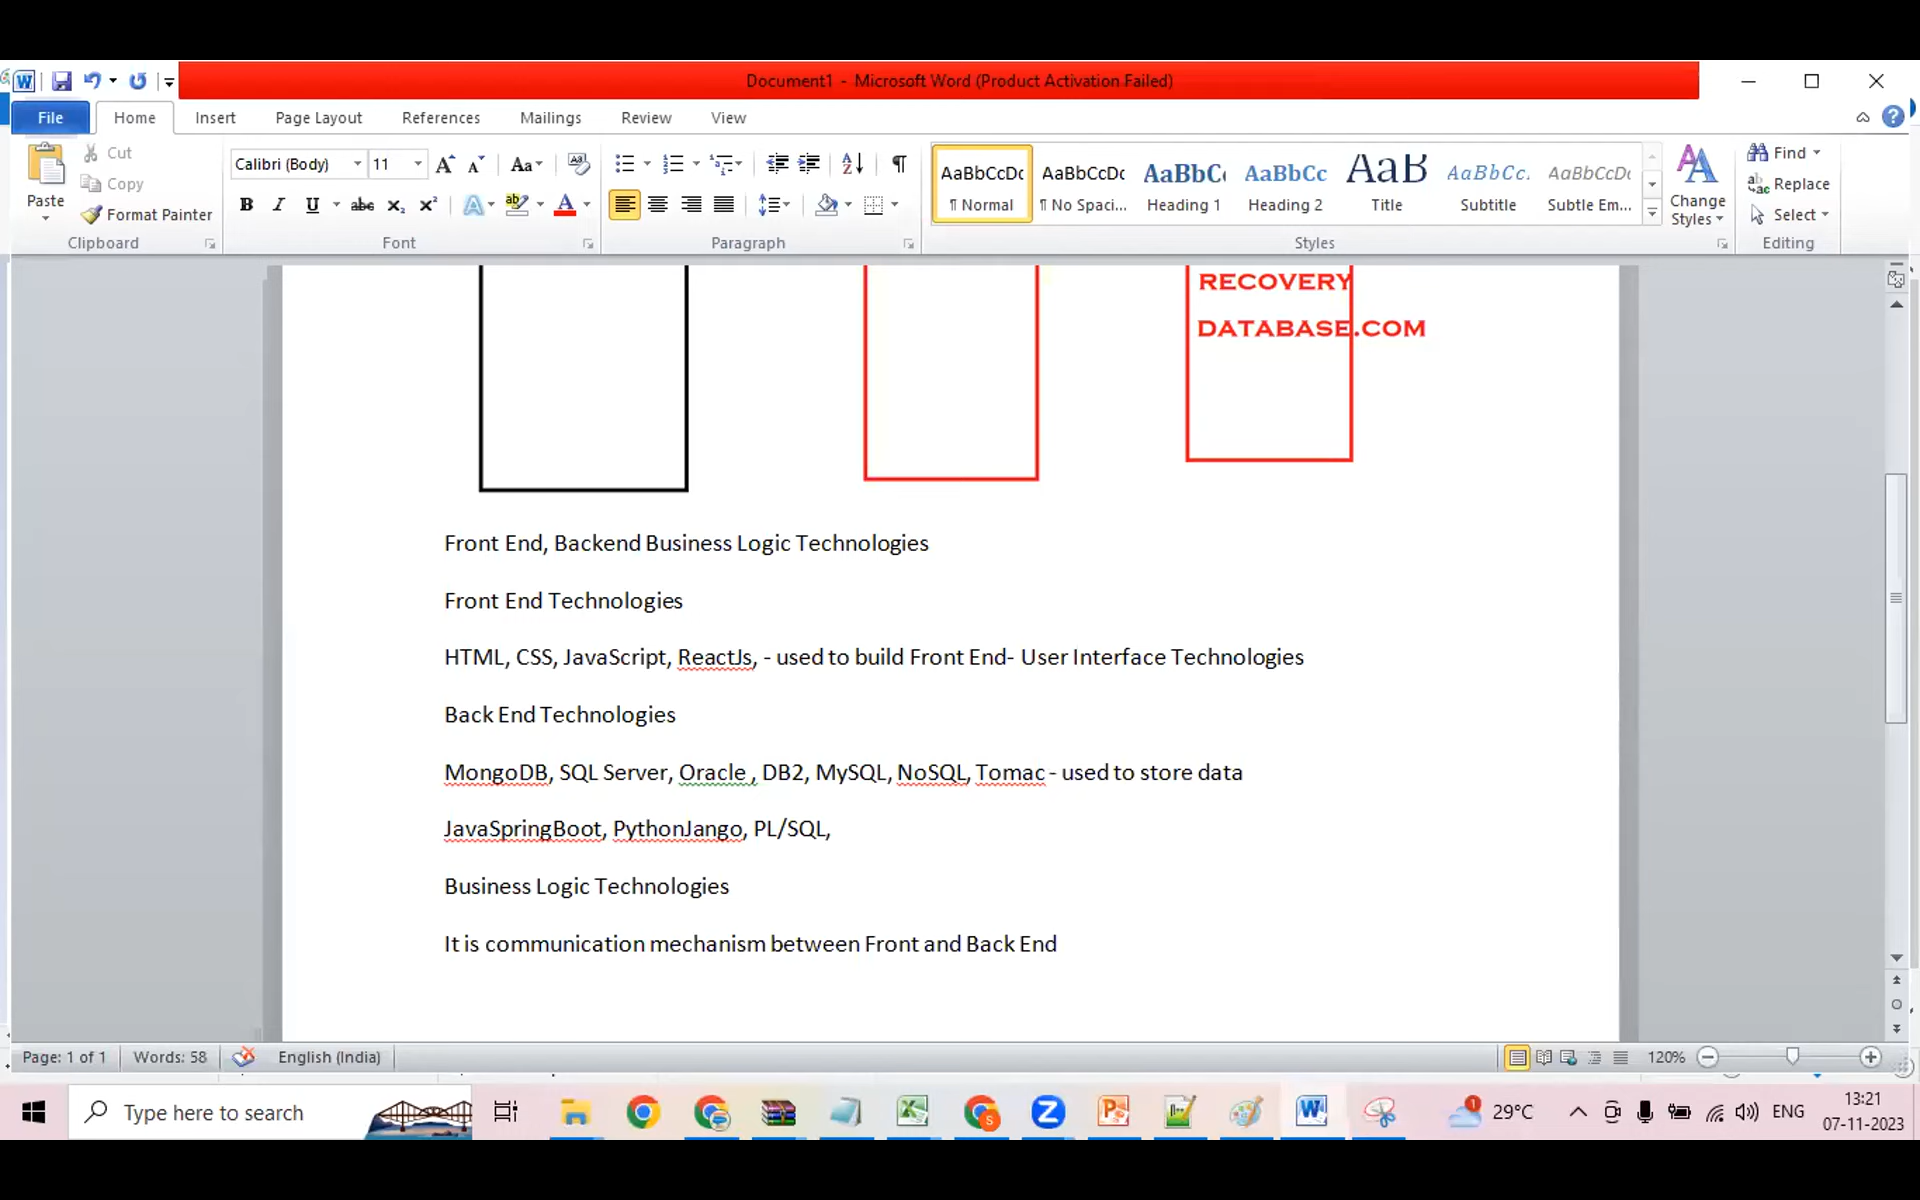 Document1 - Microsoft Word (Product Activation Failed)
File Home Insert Page Layout References Mailings Review View
Paste
Cut
Copy
Format Painter
Clipboard
Calibri (Body) 11
Font
Paragraph
AaBbCcDc AaBbCcDc AaBbCc AaBbCc AaB AaBbCc. AaBbCcDc
¶ Normal ¶ No Spaci... Heading 1 Heading 2 Title Subtitle Subtle Em...
Styles
Change
Styles
Find
Replace
Select
Editing
RECOVERY
DATABASE.COM
Front End, Backend Business Logic Technologies
Front End Technologies
HTML, CSS, JavaScript, ReactJs, - used to build Front End- User Interface Technologies
Back End Technologies
MongoDB, SQL Server, Oracle , DB2, MySQL, NoSQL, Tomac - used to store data
JavaSpringBoot, PythonJango, PL/SQL,
Business Logic Technologies
It is communication mechanism between Front and Back End
Page: 1 of 1 Words: 58 English (India) 120%
Type here to search
29°C ENG
13:21
07-11-2023